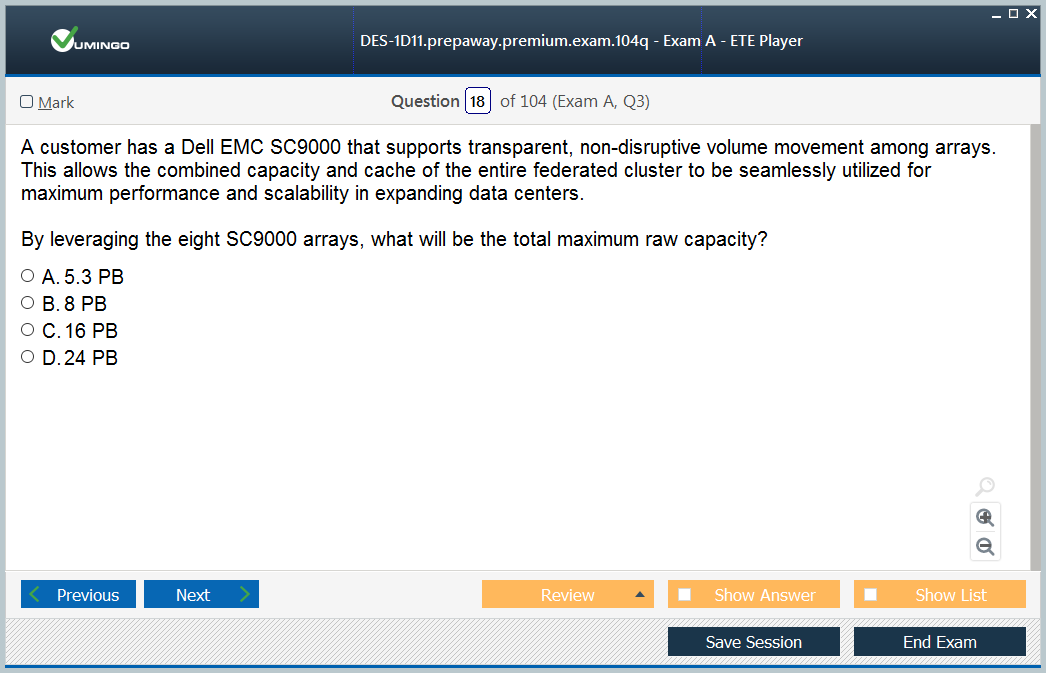 VUMINGO
DES-1D11.prepaway.premium.exam.104q - Exam A - ETE Player
Mark
Question 18 of 104 (Exam A, Q3)
A customer has a Dell EMC SC9000 that supports transparent, non-disruptive volume movement among arrays.
This allows the combined capacity and cache of the entire federated cluster to be seamlessly utilized for
maximum performance and scalability in expanding data centers.
By leveraging the eight SC9000 arrays, what will be the total maximum raw capacity?
A. 5.3 PB
B. 8 PB
C. 16 PB
D. 24 PB
Previous Next Review Show Answer Show List
Save Session End Exam